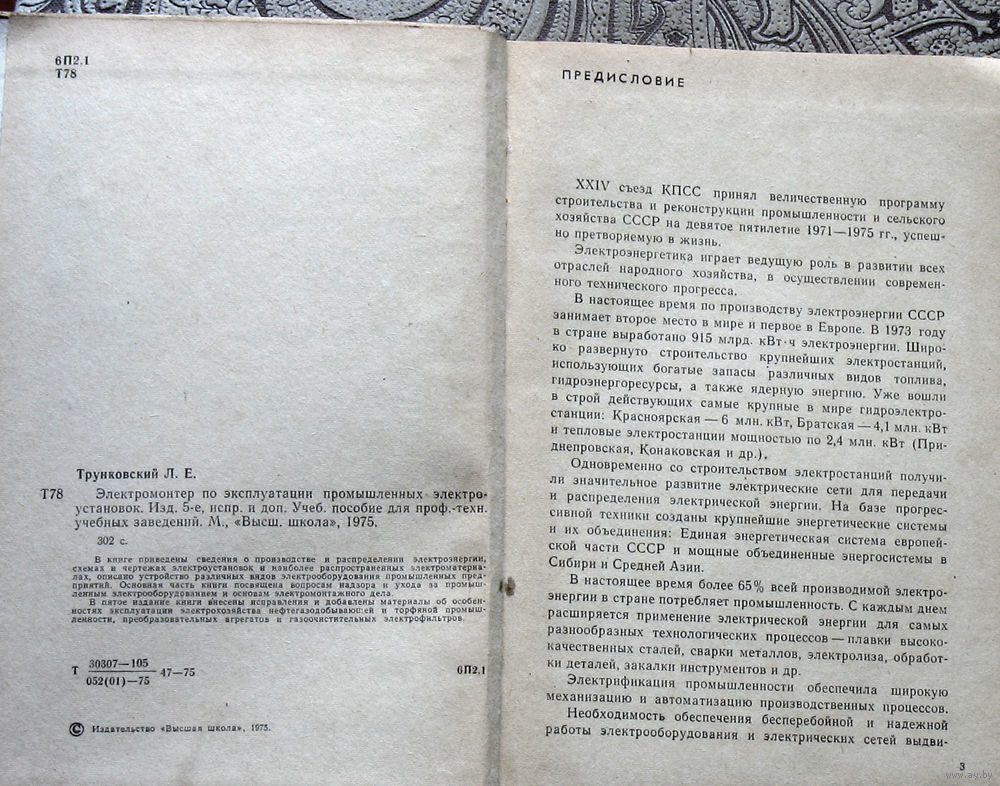 6П2.1
Т78
Трунковский Л. Е.
Т78 Электромонтер по эксплуатации промышленных электро-
установок. Изд. 5-е, испр. и доп. Учеб. пособие для проф.-техн.
учебных заведений. М., «Высш. школа», 1975.
302 с.
В книге приведены сведения о производстве и распределении электроэнергии,
схемах и чертежах электроустановок и наиболее распространенных электроматериа-
лах, описано устройство различных видов электрооборудования промышленных пред-
приятий. Основная часть книги посвящена вопросам надзора и ухода за промыш-
ленным электрооборудованием и основам электромонтажного дела.
В пятое издание книги внесены исправления и добавлены материалы об особен-
ностях эксплуатации электрохозяйства нефтегазодобывающей и торфяной промыш-
ленности, преобразовательных агрегатов и газоочистительных электрофильтров.
Т 30307—105
052(01)—75 47—75 6П2.1
© Издательство «Высшая школа», 1975.
ПРЕДИСЛОВИЕ
XXIV съезд КПСС принял величественную программу
строительства и реконструкции промышленности и сельского
хозяйства СССР на девятое пятилетие 1971—1975 гг., успеш-
но претворяемую в жизнь.
Электроэнергетика играет ведущую роль в развитии всех
отраслей народного хозяйства, в осуществлении современ-
ного технического прогресса.
В настоящее время по производству электроэнергии СССР
занимает второе место в мире и первое в Европе. В 1973 году
в стране выработано 915 млрд. кВт·ч электроэнергии. Широ-
ко развернуто строительство крупнейших электростанций,
использующих богатые запасы различных видов топлива,
гидроэнергоресурсы, а также ядерную энергию. Уже вошли
в строй действующих самые крупные в мире гидроэлектро-
станции: Красноярская — 6 млн. кВт, Братская — 4,1 млн. кВт
и тепловые электростанции мощностью по 2,4 млн. кВт (При-
днепровская, Конаковская и др.).
Одновременно со строительством электростанций получи-
ли значительное развитие электрические сети для передачи
и распределения электрической энергии. На базе прогрес-
сивной техники созданы крупнейшие энергетические системы
и их объединения: Единая энергетическая система европей-
ской части СССР и мощные объединенные энергосистемы в
Сибири и Средней Азии.
В настоящее время более 65% всей производимой электро-
энергии в стране потребляет промышленность. С каждым днем
расширяется применение электрической энергии для самых
разнообразных технологических процессов — плавки высоко-
качественных сталей, сварки металлов, электролиза, обработ-
ки деталей, закалки инструментов и др.
Электрификация промышленности обеспечила широкую
механизацию и автоматизацию производственных процессов.
Необходимость обеспечения бесперебойной и надежной
работы электрооборудования и электрических сетей выдви-
3
www.ay.by